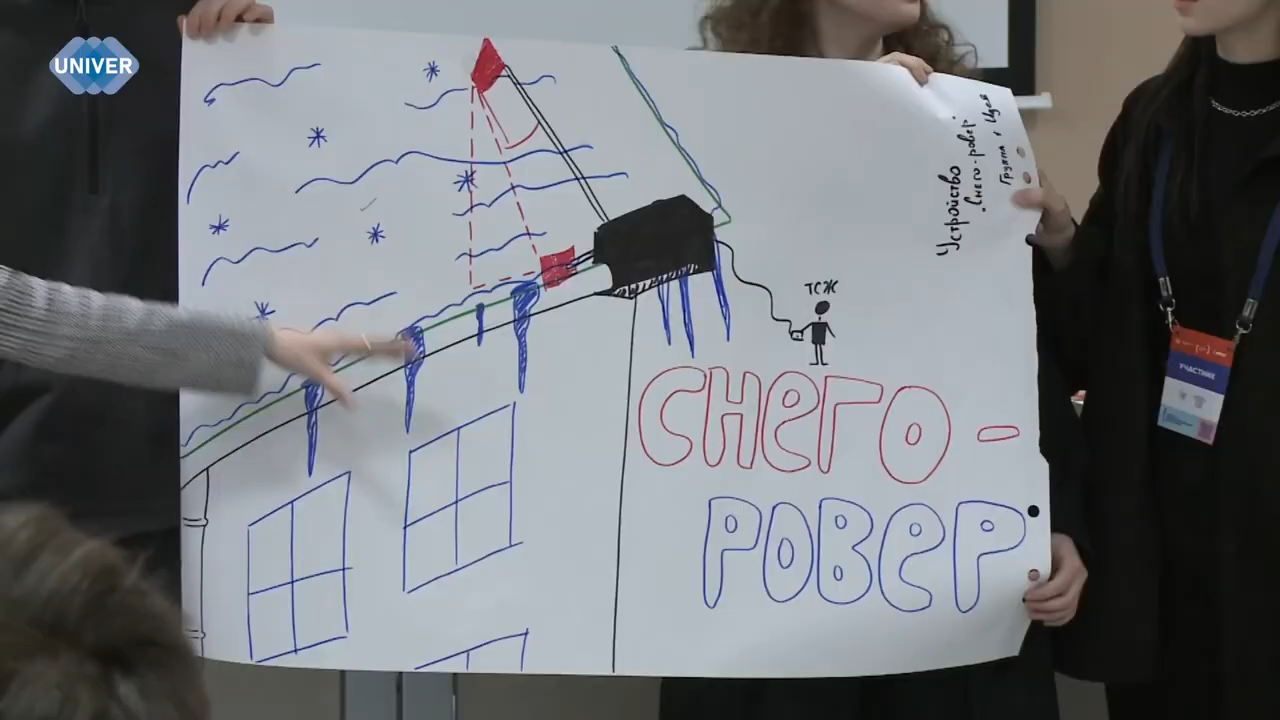 UNIVER
Устройство
"Снего-ровер"
Группа 1 Идея
ТСЖ
СНЕГО-
РОВЕР
УЧАСТНИК